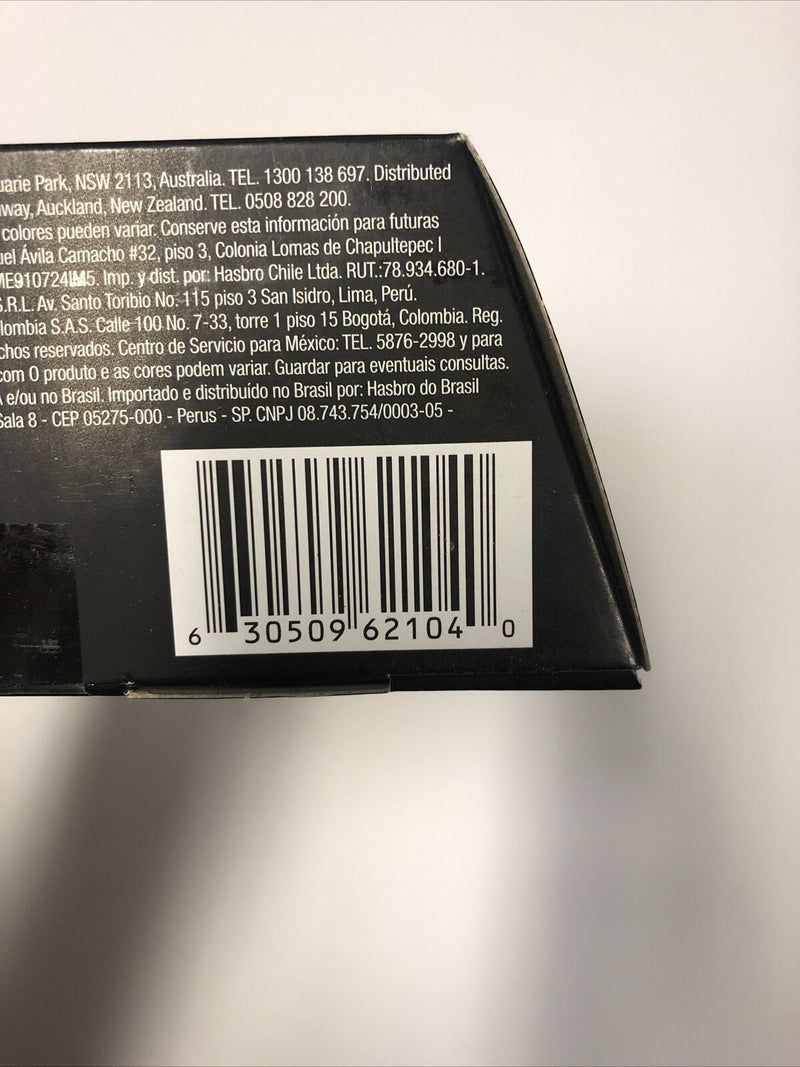 uarie Park, NSW 2113, Australia. TEL. 1300 138 697. Distributed
way, Auckland, New Zealand. TEL. 0508 828 200.
colores pueden variar. Conserve esta información para futuras
uel Ávila Camacho #32, piso 3, Colonia Lomas de Chapultepec I
ME910724IM5. Imp. y dist. por: Hasbro Chile Ltda. RUT.:78.934.680-1.
S.R.L. Av. Santo Toribio No. 115 piso 3 San Isidro, Lima, Perú.
lombia S.A.S. Calle 100 No. 7-33, torre 1 piso 15 Bogotá, Colombia. Reg.
chos reservados. Centro de Servicio para México: TEL. 5876-2998 y para
com O produto e as cores podem variar. Guardar para eventuais consultas.
e/ou no Brasil. Importado e distribuído no Brasil por: Hasbro do Brasil
Sala 8 - CEP 05275-000 - Perus - SP. CNPJ 08.743.754/0003-05 -
6 30509 62104 0